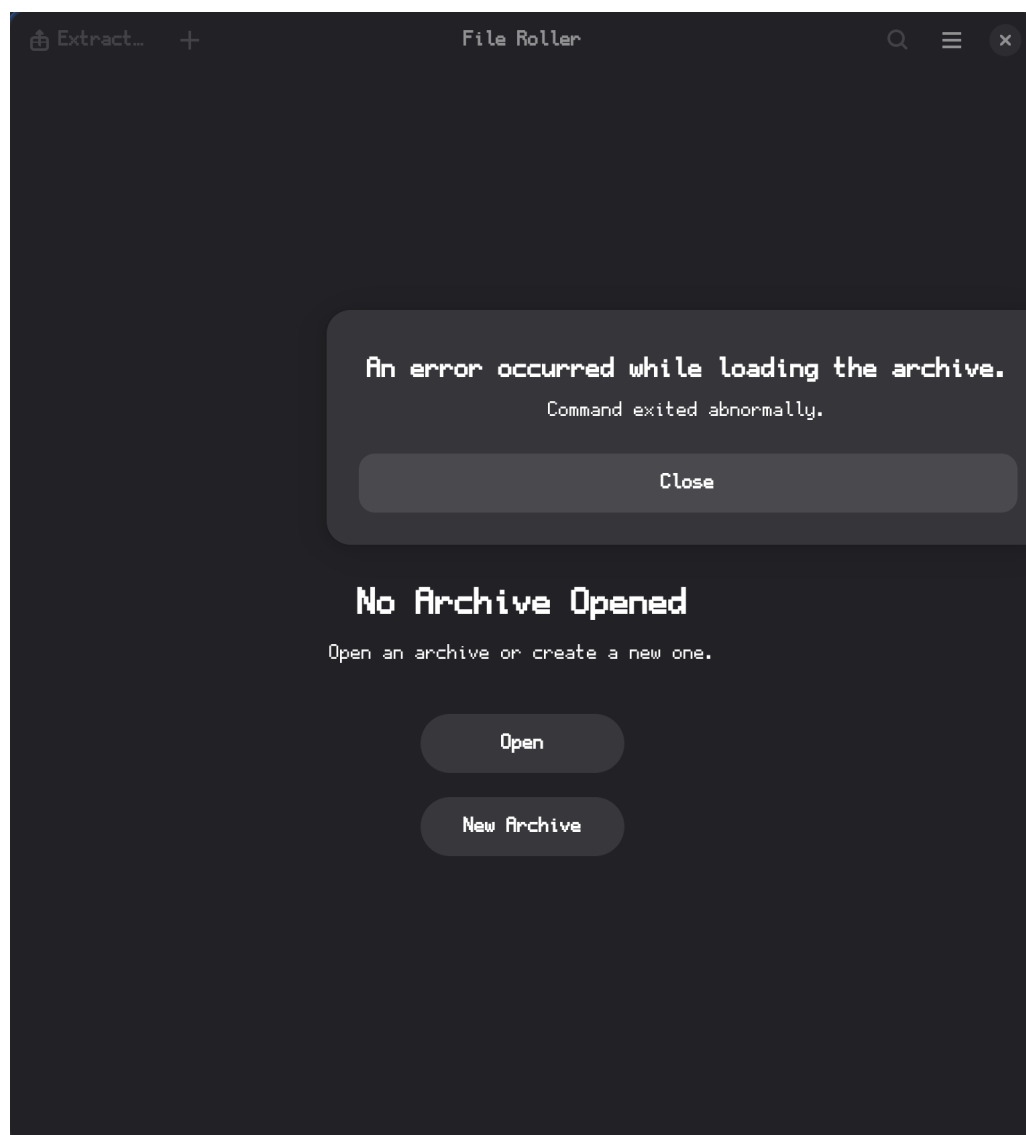 Extract…
File Roller
An error occurred while loading the archive.
Command exited abnormally.
Close
No Archive Opened
Open an archive or create a new one.
Open
New Archive